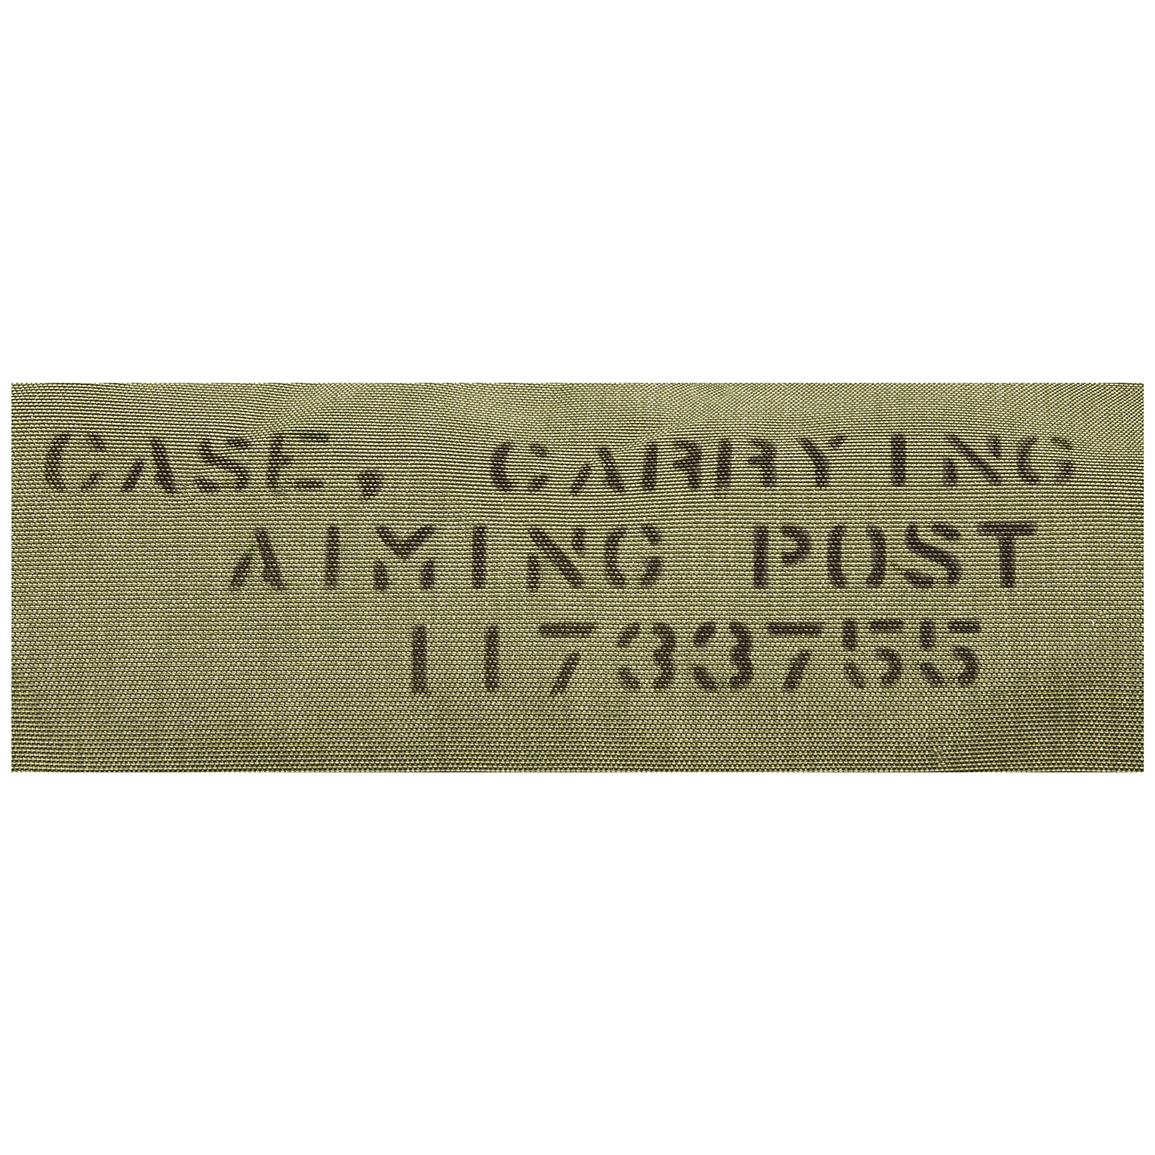 CASE, CARRYING
AIMING POST
11733755